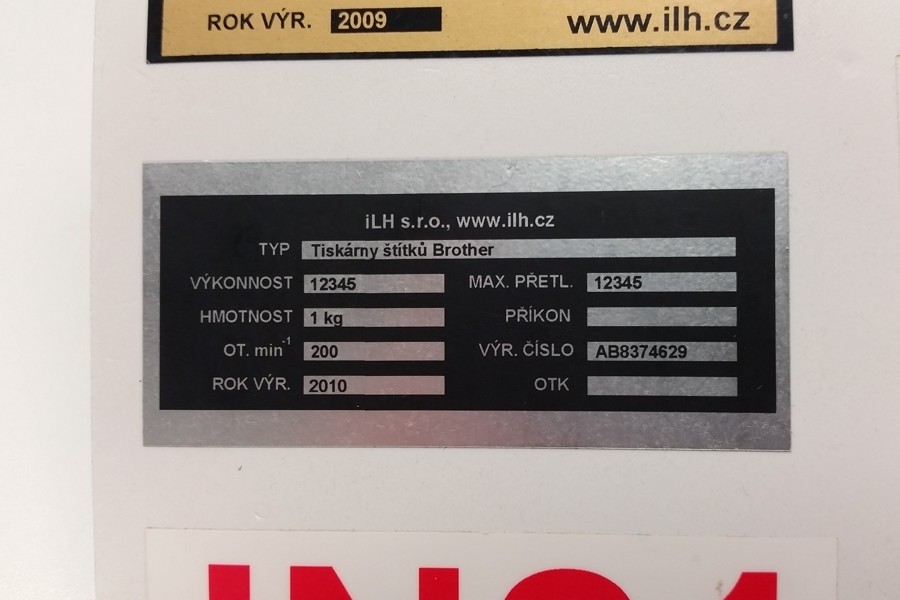 ROK VÝR. 2009 www.ilh.cz
iLH s.r.o., www.ilh.cz
TYP Tiskárny štítků Brother
VÝKONNOST 12345 MAX. PŘETL. 12345
HMOTNOST 1 kg PŘÍKON
OT. min-1 200 VÝR. ČÍSLO AB8374629
ROK VÝR. 2010 OTK